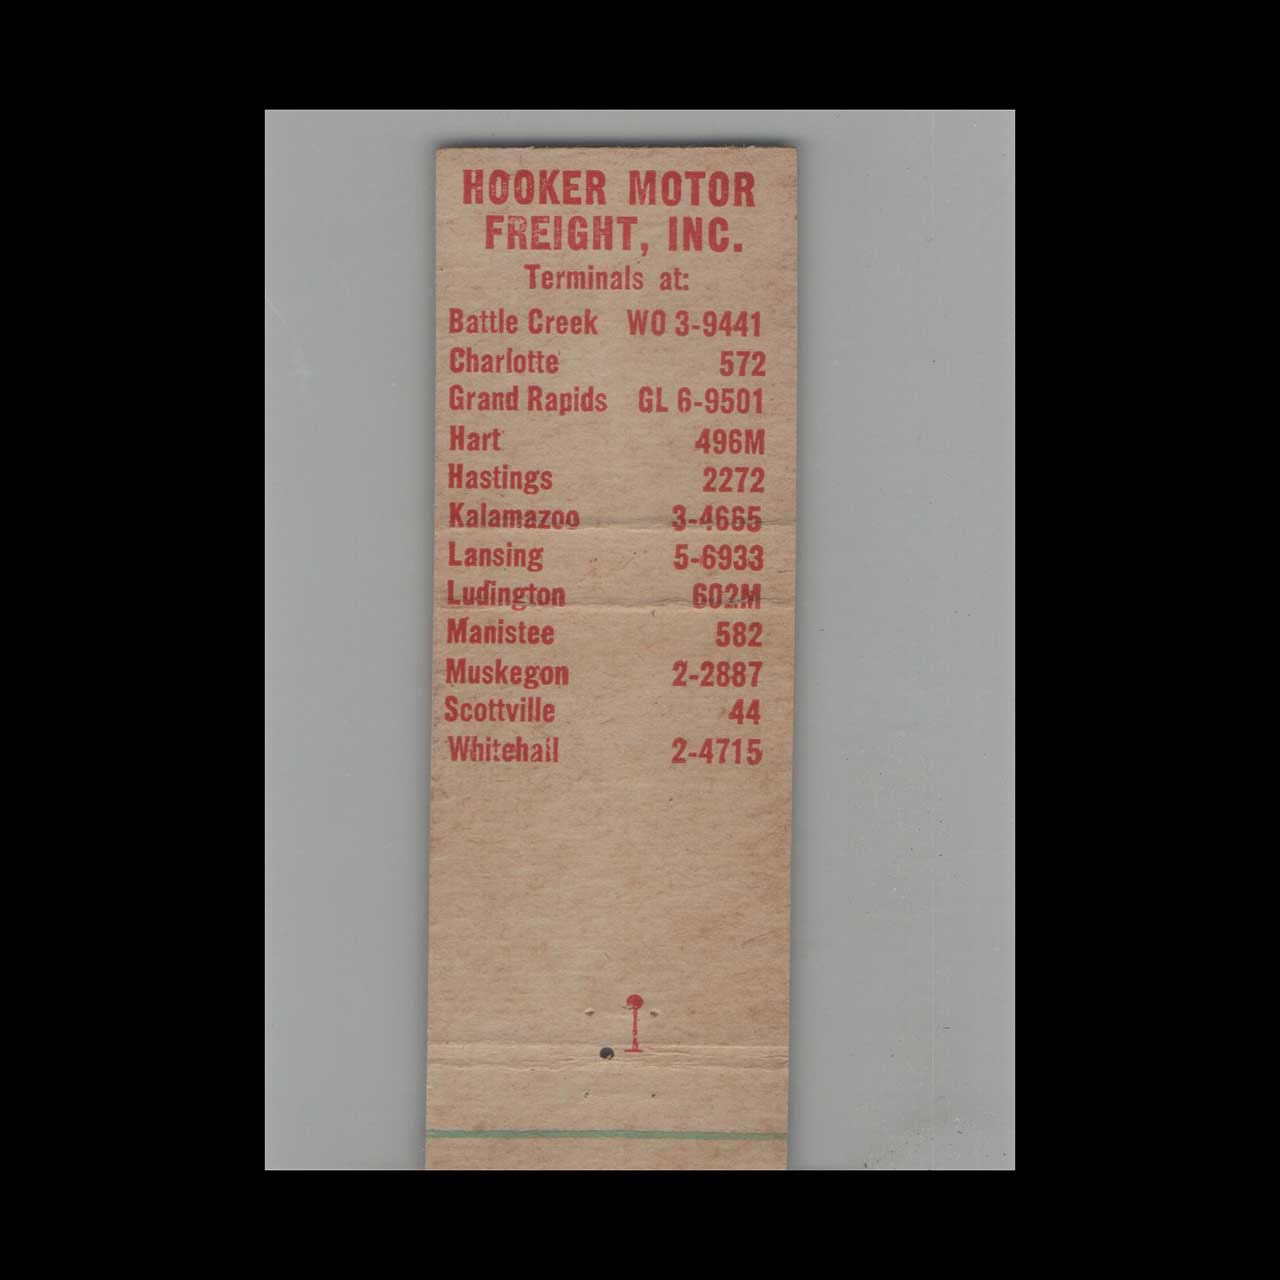 HOOKER MOTOR
FREIGHT, INC.
Terminals at:
Battle Creek WO 3-9441
Charlotte 572
Grand Rapids GL 6-9501
Hart 496M
Hastings 2272
Kalamazoo 3-4665
Lansing 5-6933
Ludington 602M
Manistee 582
Muskegon 2-2887
Scottville 44
Whitehall 2-4715